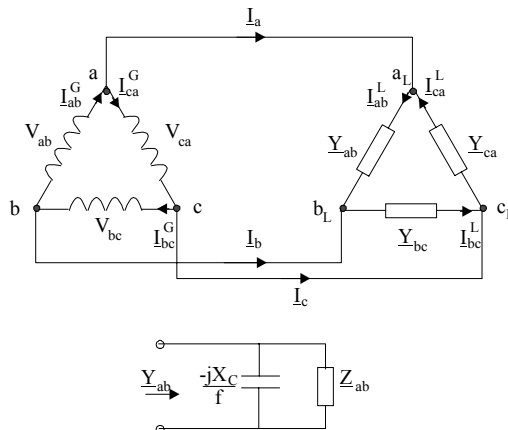 I_a
a
I_ab^G
I_ca^G
V_ab
V_ca
b
c
V_bc
I_bc^G
a_L
I_ab^L
I_ca^L
Y_ab
Y_ca
b_L
c_L
Y_bc
I_bc^L
I_b
I_c
Y_ab
-jX_C
f
Z_ab